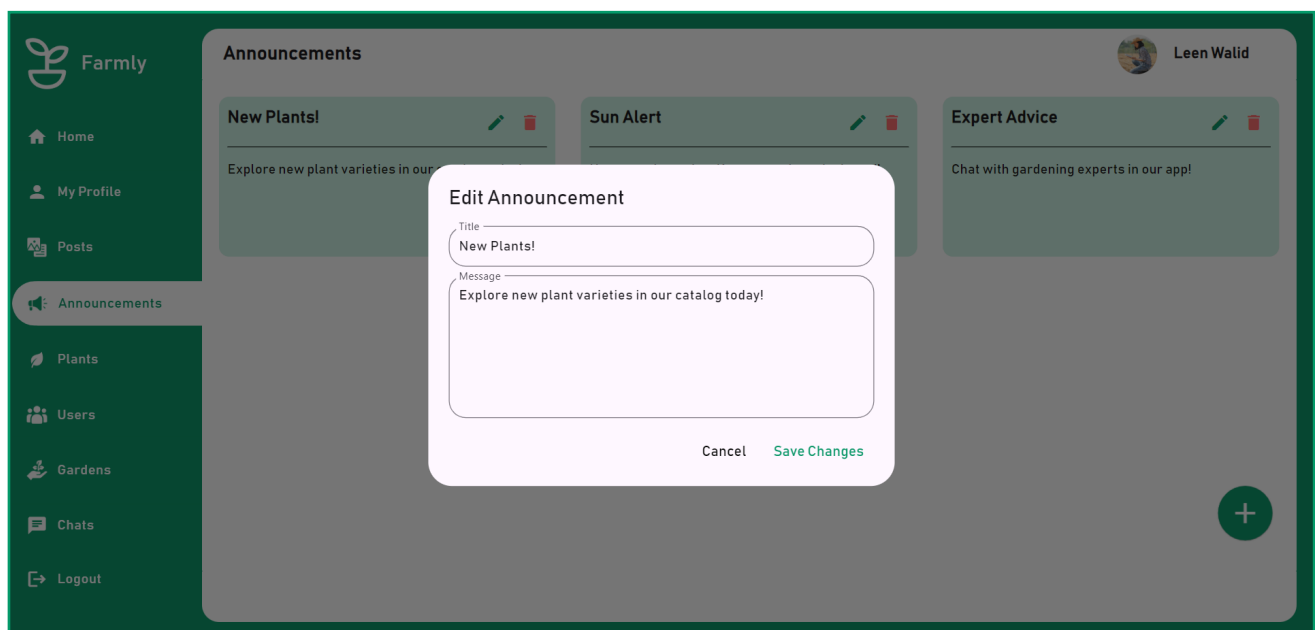 Farmly
Announcements
Leen Walid
Home
My Profile
Posts
Announcements
Plants
Users
Gardens
Chats
Logout
New Plants!
Explore new plant varieties in our
Sun Alert
Expert Advice
Chat with gardening experts in our app!
Edit Announcement
Title
New Plants!
Message
Explore new plant varieties in our catalog today!
Cancel
Save Changes